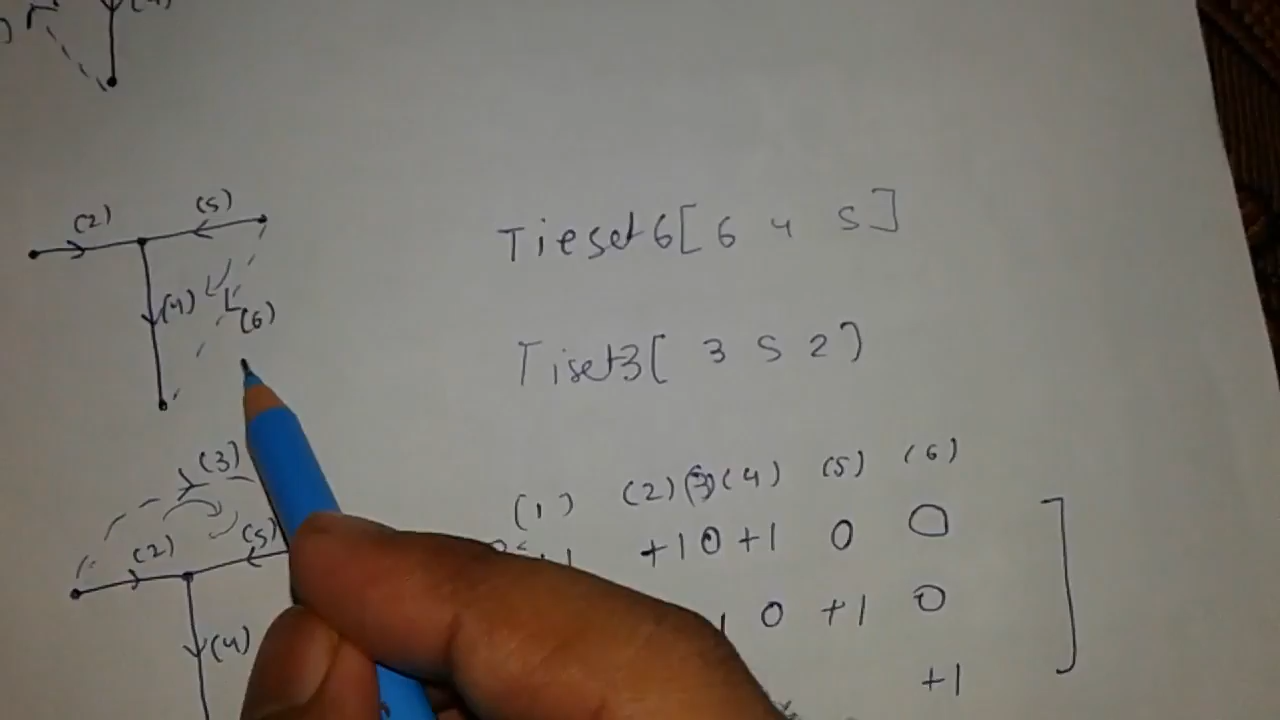 (2) (5)
Tieset6[ 6 4 5]
(4)
(6)
Tiset3[ 3 5 2)
(3)
(1) (2) (3) (4) (5) (6)
(2) (5)
+1 0 +1 0 0
(4)
0 +1 0
+1